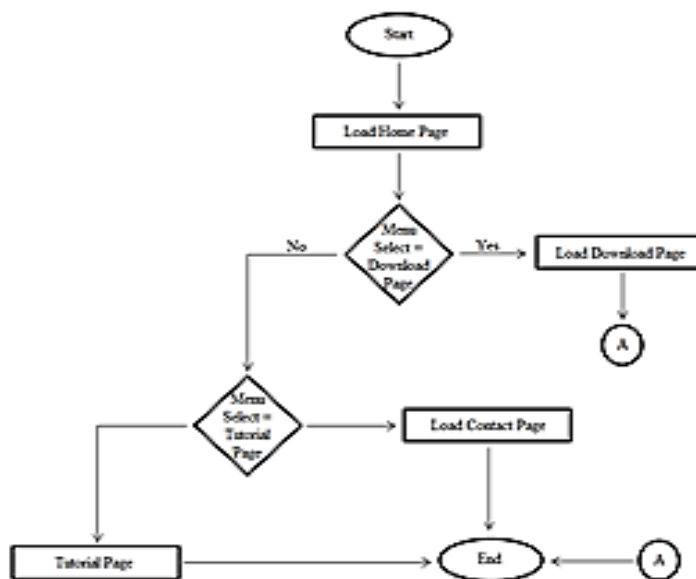 Start
Load Home Page
Menu
Select =
Download
Page
No
Yes
Load Download Page
A
Menu
Select =
Tutorial
Page
Load Contact Page
Tutorial Page
End
A